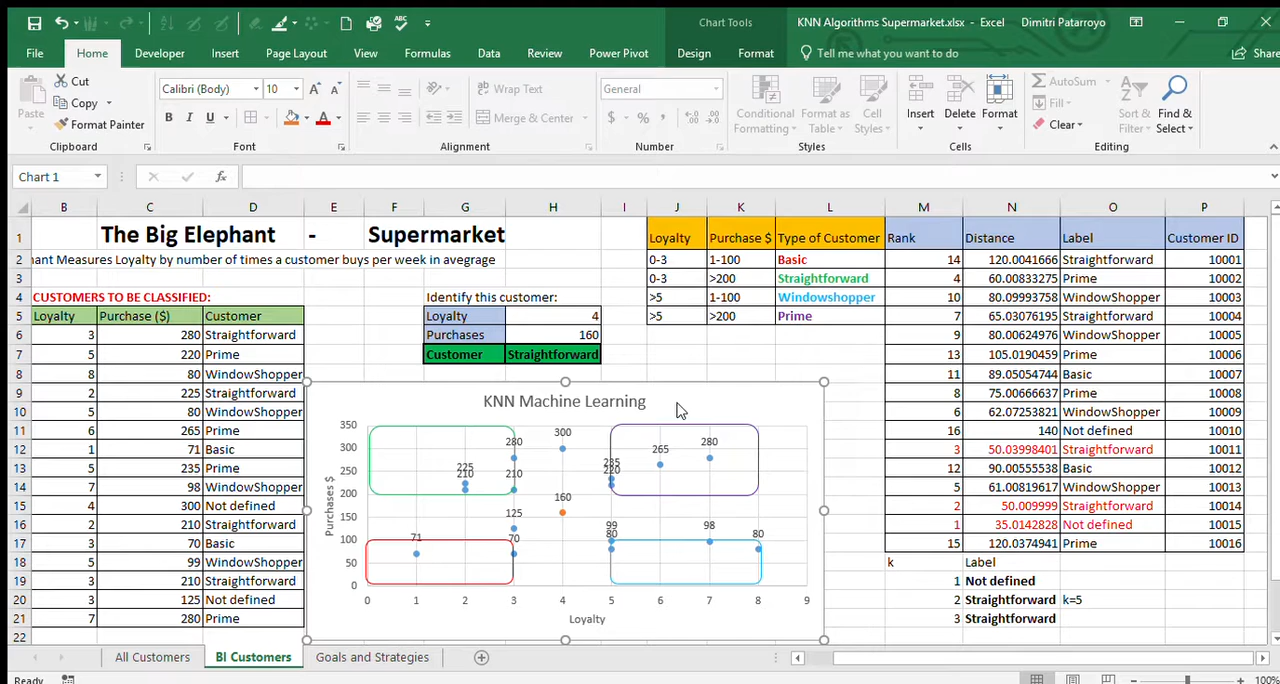 Chart Tools KNN Algorithms Supermarket.xlsx - Excel Dimitri Patarroyo
File Home Developer Insert Page Layout View Formulas Data Review Power Pivot Design Format Tell me what you want to do Share
Paste Cut Copy Format Painter
Calibri (Body) 10 B I U
Wrap Text Merge & Center
General $ % ,
Conditional Formatting Format as Table Cell Styles
Insert Delete Format
AutoSum Fill Clear Sort & Filter Find & Select
Clipboard Font Alignment Number Styles Cells Editing
Chart 1 fx
B C D E F G H I J K L M N O P
1 The Big Elephant - Supermarket Loyalty Purchase $ Type of Customer Rank Distance Label Customer ID
2 nant Measures Loyalty by number of times a customer buys per week in avegrage 0-3 1-100 Basic 14 120.0041666 Straightforward 10001
3 0-3 >200 Straightforward 4 60.00833275 Prime 10002
4 CUSTOMERS TO BE CLASSIFIED: Identify this customer: >5 1-100 Windowshopper 10 80.09993758 WindowShopper 10003
5 Loyalty Purchase ($) Customer Loyalty 4 >5 >200 Prime 7 65.03076195 Straightforward 10004
6 3 280 Straightforward Purchases 160 9 80.00624976 WindowShopper 10005
7 5 220 Prime Customer Straightforward 13 105.0190459 Prime 10006
8 8 80 WindowShopper 11 89.05054744 Basic 10007
9 2 225 Straightforward 8 75.00666637 Prime 10008
10 5 80 WindowShopper 6 62.07253821 WindowShopper 10009
11 6 265 Prime 16 140 Not defined 10010
12 1 71 Basic 3 50.03998401 Straightforward 10011
13 5 235 Prime 12 90.00555538 Basic 10012
14 7 98 WindowShopper 5 61.00819617 WindowShopper 10013
15 4 300 Not defined 2 50.009999 Straightforward 10014
16 2 210 Straightforward 1 35.0142828 Not defined 10015
17 3 70 Basic 15 120.0374941 Prime 10016
18 5 99 WindowShopper k Label
19 3 210 Straightforward 1 Not defined
20 3 125 Not defined 2 Straightforward k=5
21 7 280 Prime 3 Straightforward
22
KNN Machine Learning
Purchases $
350
300
250
200
150
100
50
0
280 300 280
265
225 210 210 235 220
160
125
99 98
71 70 80 80
0 1 2 3 4 5 6 7 8 9
Loyalty
All Customers BI Customers Goals and Strategies
Ready 100%